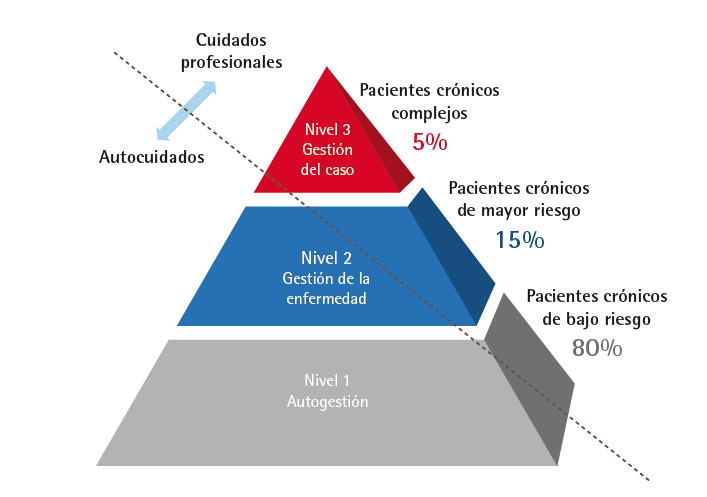 Cuidados
profesionales
Autocuidados
Nivel 3
Gestión
del caso
Pacientes crónicos
complejos
5%
Nivel 2
Gestión de la
enfermedad
Pacientes crónicos
de mayor riesgo
15%
Nivel 1
Autogestión
Pacientes crónicos
de bajo riesgo
80%